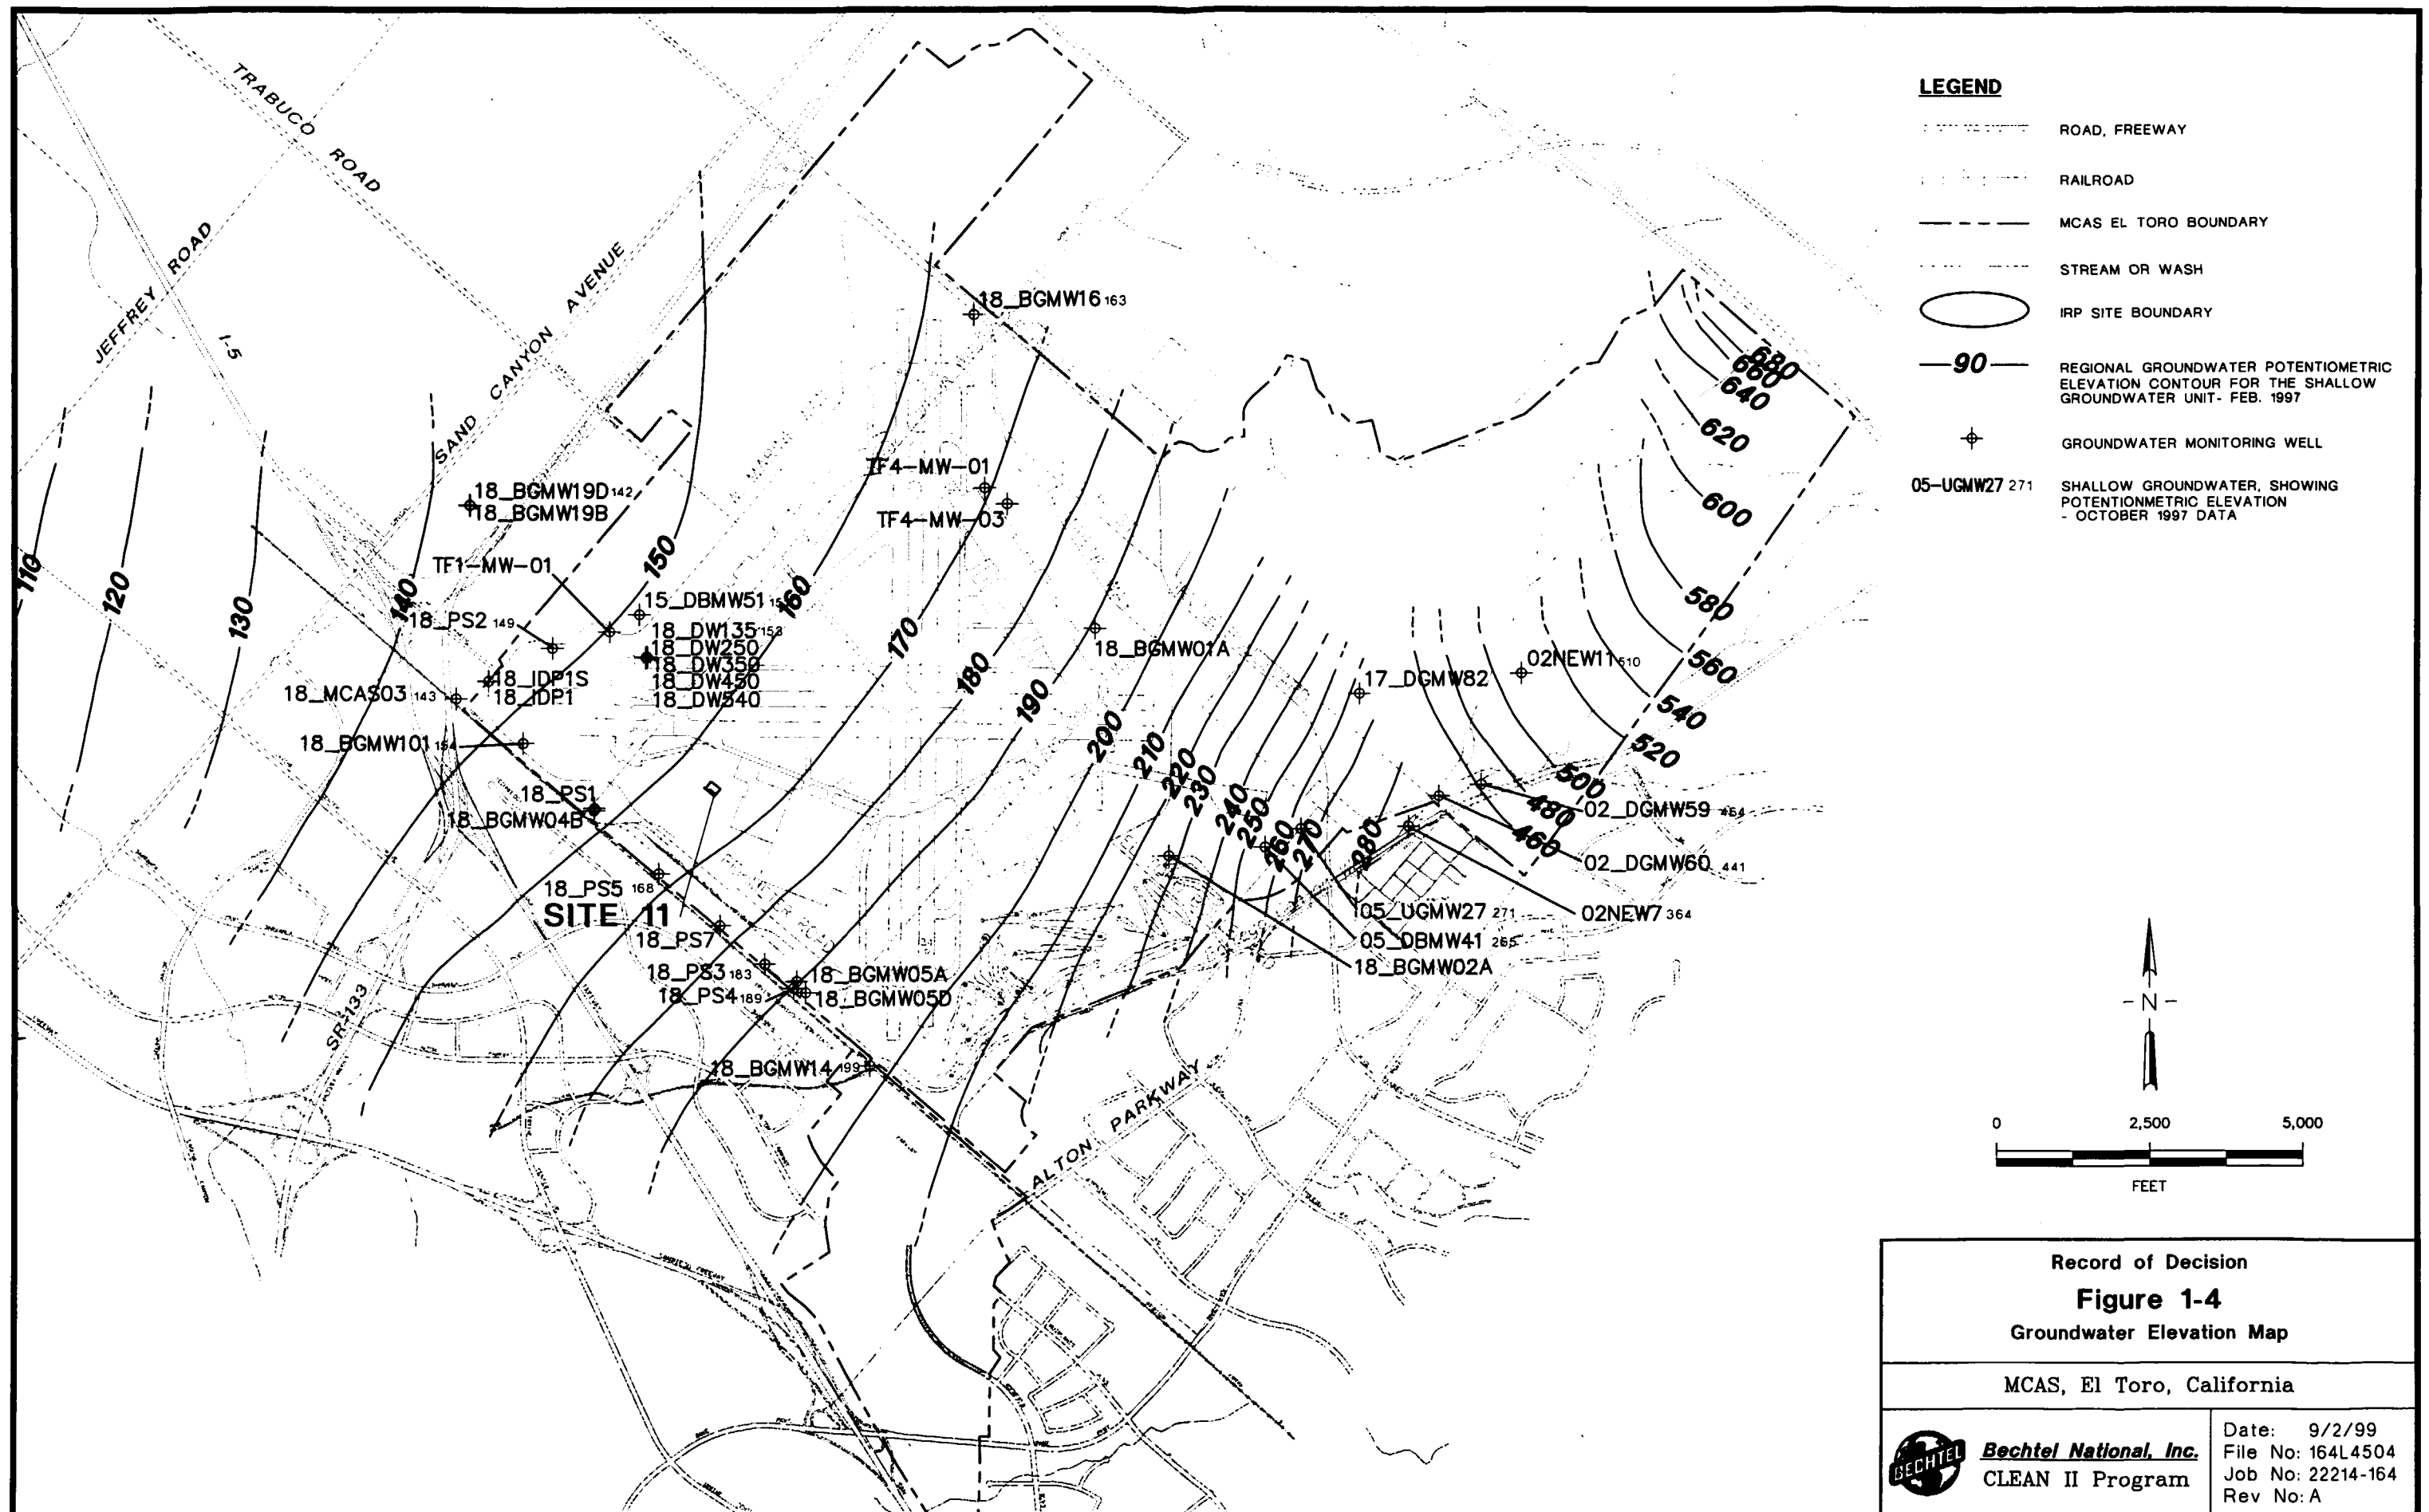 TRABUCO ROAD
JEFFREY ROAD
I-5
SAND CANYON AVENUE
18_BGMW16 163
18_BGMW19D 142
18_BGMW19B
TF4-MW-01
TF4-MW-03
TF1-MW-01
15_DBMW51
18_PS2 149
18_DW135 153
18_DW250
18_DW350
18_DW450
18_DW540
18_IDP1S
18_IDP1
18_MCAS03 143
18_BGMW101
18_PS1
18_BGMW04B
18_PS5 168
SITE 11
18_PS7
18_PS3 183
18_PS4 189
18_BGMW05A
18_BGMW05D
18_BGMW14 199
18_BGMW01A
17_DGMW82
02NEW11 510
02_DGMW59
02_DGMW60 441
02NEW7 364
05_UGMW27 271
05_DBMW41 265
18_BGMW02A
110
120
130
140
150
160
170
180
190
200
210
220
230
240
250
260
270
280
460
480
500
520
540
560
580
600
620
640
660
680
SR-133
ROAD
ALTON PARKWAY
LEGEND
ROAD, FREEWAY
RAILROAD
MCAS EL TORO BOUNDARY
STREAM OR WASH
IRP SITE BOUNDARY
90 REGIONAL GROUNDWATER POTENTIOMETRIC
ELEVATION CONTOUR FOR THE SHALLOW
GROUNDWATER UNIT- FEB. 1997
GROUNDWATER MONITORING WELL
05-UGMW27 271 SHALLOW GROUNDWATER, SHOWING
POTENTIONMETRIC ELEVATION
- OCTOBER 1997 DATA
-N-
0 2,500 5,000
FEET
Record of Decision
Figure 1-4
Groundwater Elevation Map
MCAS, El Toro, California
BECHTEL
Bechtel National, Inc.
CLEAN II Program
Date: 9/2/99
File No: 164L4504
Job No: 22214-164
Rev No: A